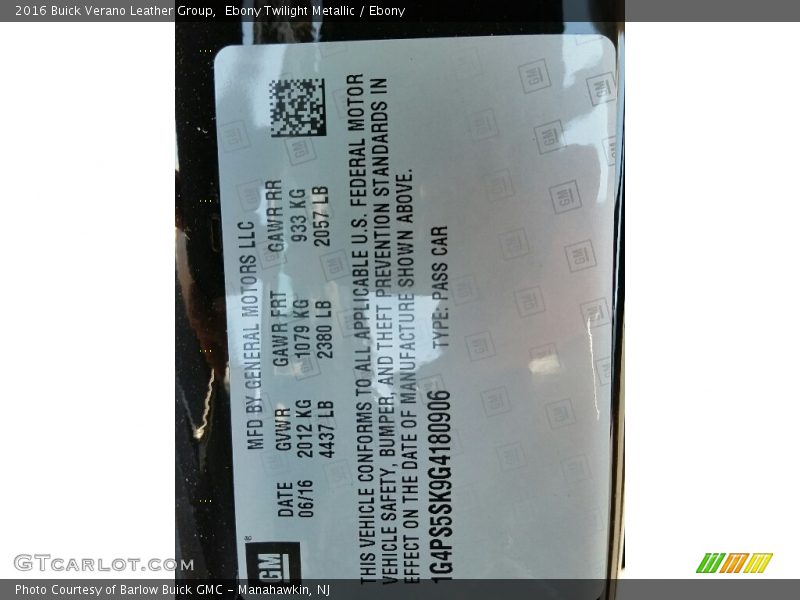 2016 Buick Verano Leather Group,  Ebony Twilight Metallic / Ebony
MFD BY GENERAL MOTORS LLC
DATE GVWR GAWR FRT GAWR RR
06/16 2012 KG 1079 KG 933 KG
4437 LB 2380 LB 2057 LB
THIS VEHICLE CONFORMS TO ALL APPLICABLE U.S. FEDERAL MOTOR
VEHICLE SAFETY, BUMPER, AND THEFT PREVENTION STANDARDS IN
EFFECT ON THE DATE OF MANUFACTURE SHOWN ABOVE.
1G4PS5SK9G4180906 TYPE: PASS CAR
GM ®
GTCARLOT.COM
Photo Courtesy of Barlow Buick GMC – Manahawkin, NJ